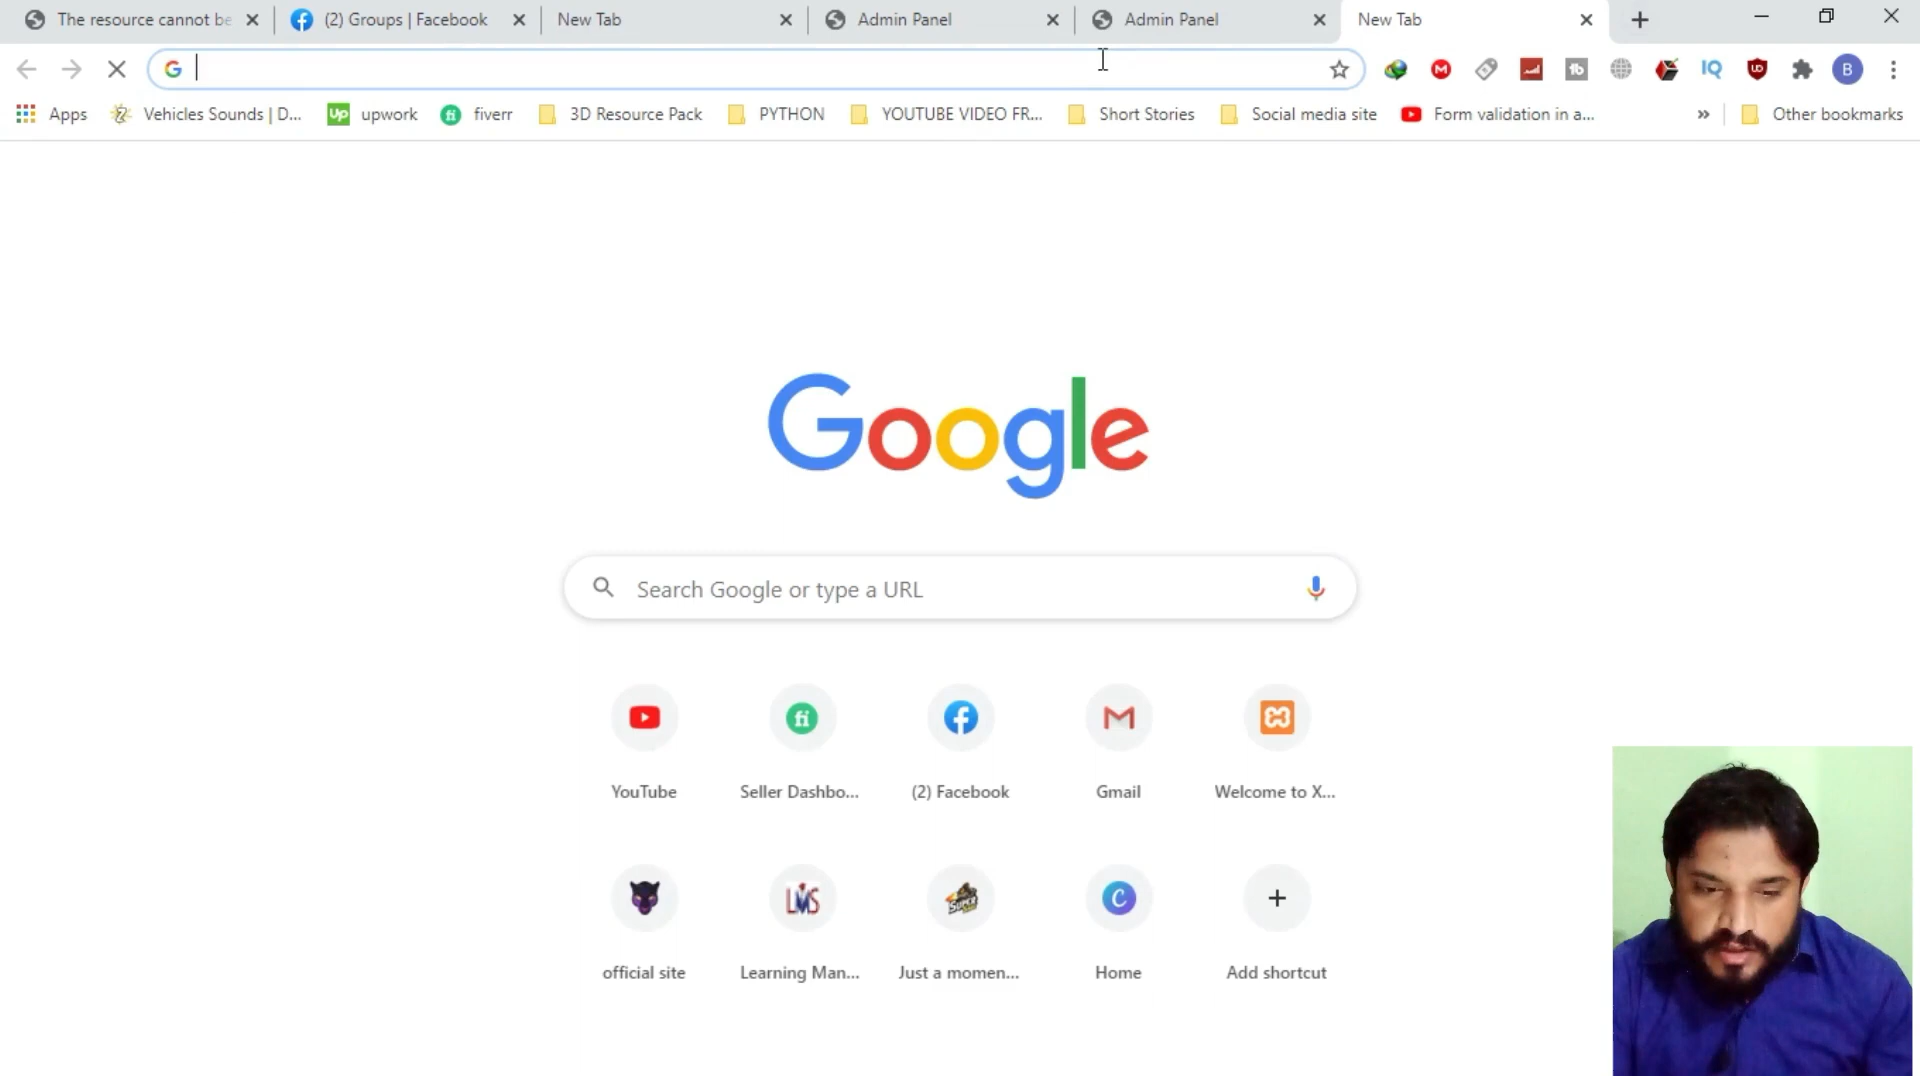 The resource cannot be
(2) Groups | Facebook
New Tab
Admin Panel
Admin Panel
New Tab
Apps
Vehicles Sounds | D...
Up upwork
fi fiverr
3D Resource Pack
PYTHON
YOUTUBE VIDEO FR...
Short Stories
Social media site
Form validation in a...
Other bookmarks
Google
Search Google or type a URL
YouTube
Seller Dashbo...
(2) Facebook
Gmail
Welcome to X...
official site
Learning Man...
Just a momen...
Home
Add shortcut